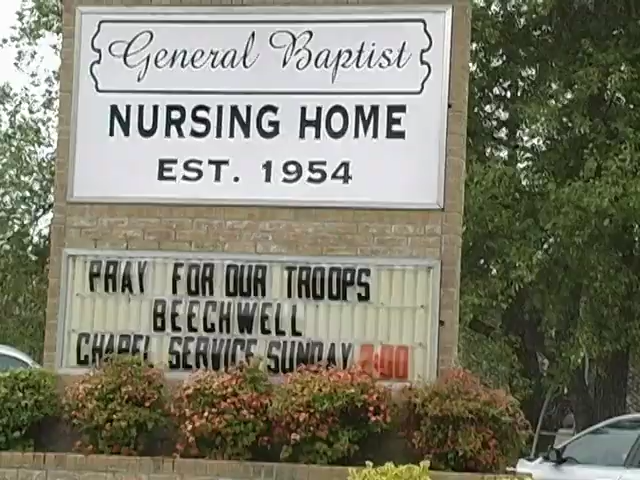 General Baptist
NURSING HOME
EST. 1954
PRAY FOR OUR TROOPS
BEECHWELL
CHAPEL SERVICE SUNDAY